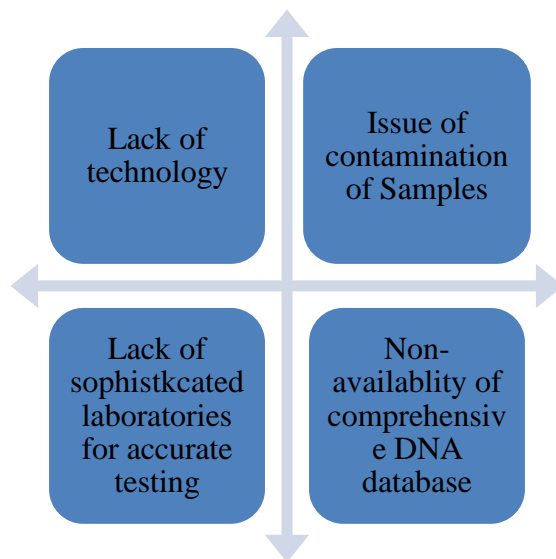 Lack of
technology
Issue of
contamination
of Samples
Lack of
sophistkcated
laboratories
for accurate
testing
Non-
availablity of
comprehensiv
e DNA
database